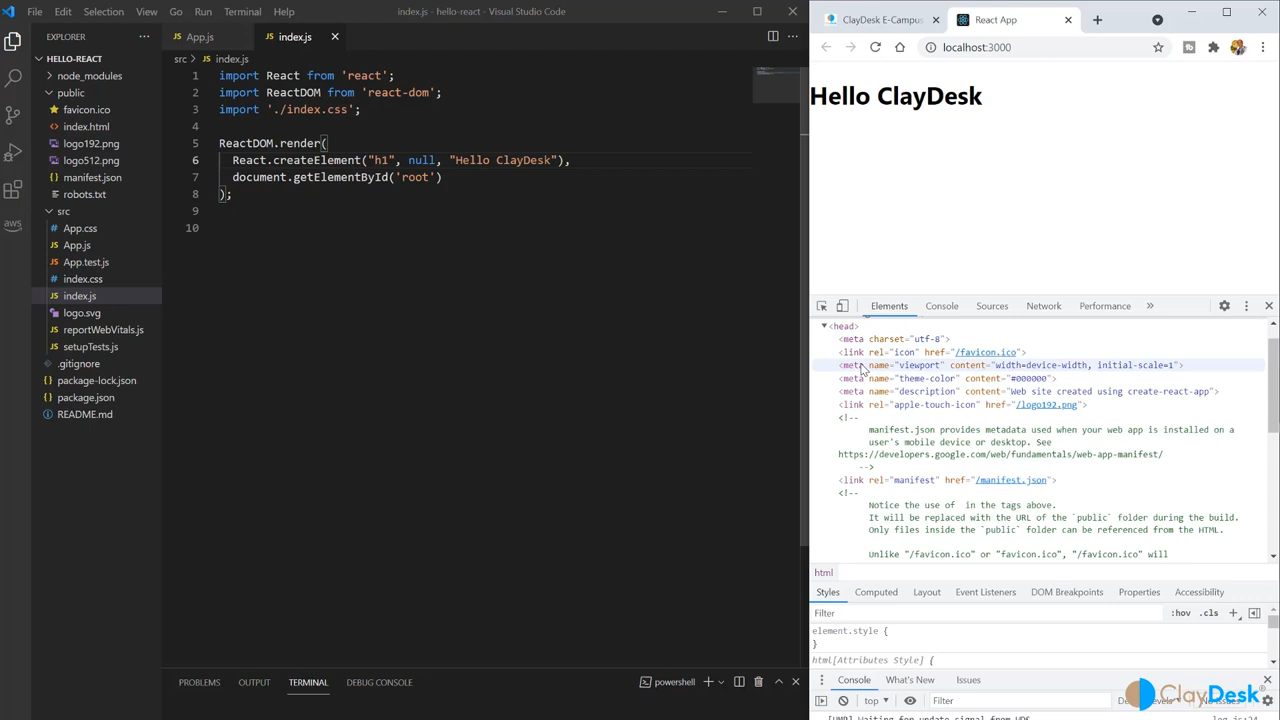 File Edit Selection View Go Run Terminal Help index.js - hello-react - Visual Studio Code
EXPLORER
HELLO-REACT
node_modules
public
favicon.ico
index.html
logo192.png
logo512.png
manifest.json
robots.txt
src
App.css
App.js
App.test.js
index.css
index.js
logo.svg
reportWebVitals.js
setupTests.js
.gitignore
package-lock.json
package.json
README.md
aws
App.js index.js
src index.js
1 import React from 'react';
2 import ReactDOM from 'react-dom';
3 import './index.css';
4
5 ReactDOM.render(
6 React.createElement("h1", null, "Hello ClayDesk"),
7 document.getElementById('root')
8 );
9
10
PROBLEMS OUTPUT TERMINAL DEBUG CONSOLE powershell
ClayDesk E-Campus React App
localhost:3000
Hello ClayDesk
Elements Console Sources Network Performance
<head>
<meta charset="utf-8">
<link rel="icon" href="/favicon.ico">
<meta name="viewport" content="width=device-width, initial-scale=1">
<meta name="theme-color" content="#000000">
<meta name="description" content="Web site created using create-react-app">
<link rel="apple-touch-icon" href="/logo192.png">
<!--
manifest.json provides metadata used when your web app is installed on a
user's mobile device or desktop. See
https://developers.google.com/web/fundamentals/web-app-manifest/
-->
<link rel="manifest" href="/manifest.json">
<!--
Notice the use of in the tags above.
It will be replaced with the URL of the `public` folder during the build.
Only files inside the `public` folder can be referenced from the HTML.
Unlike "/favicon.ico" or "favicon.ico", "/favicon.ico" will
html
Styles Computed Layout Event Listeners DOM Breakpoints Properties Accessibility
Filter :hov .cls
element.style {
}
html[Attributes Style] {
Console What's New Issues
top Filter
ClayDesk